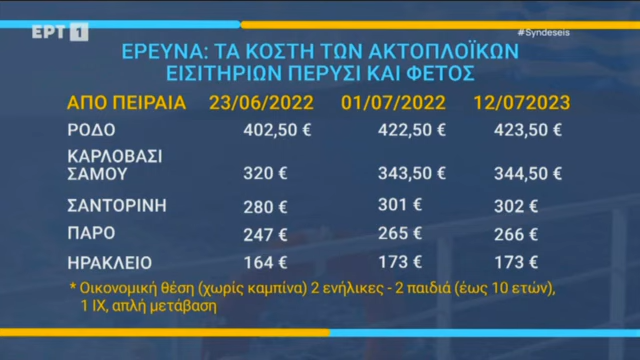 ΕΡΤ 1
#Syndeseis
ΕΡΕΥΝΑ: ΤΑ ΚΟΣΤΗ ΤΩΝ ΑΚΤΟΠΛΟΪΚΩΝ
ΕΙΣΙΤΗΡΙΩΝ ΠΕΡΥΣΙ ΚΑΙ ΦΕΤΟΣ
ΑΠΟ ΠΕΙΡΑΙΑ 23/06/2022 01/07/2022 12/072023
ΡΟΔΟ 402,50 € 422,50 € 423,50 €
ΚΑΡΛΟΒΑΣΙ
ΣΑΜΟΥ 320 € 343,50 € 344,50 €
ΣΑΝΤΟΡΙΝΗ 280 € 301 € 302 €
ΠΑΡΟ 247 € 265 € 266 €
ΗΡΑΚΛΕΙΟ 164 € 173 € 173 €
* Οικονομική θέση (χωρίς καμπίνα) 2 ενήλικες - 2 παιδιά (έως 10 ετών),
1 ΙΧ, απλή μετάβαση